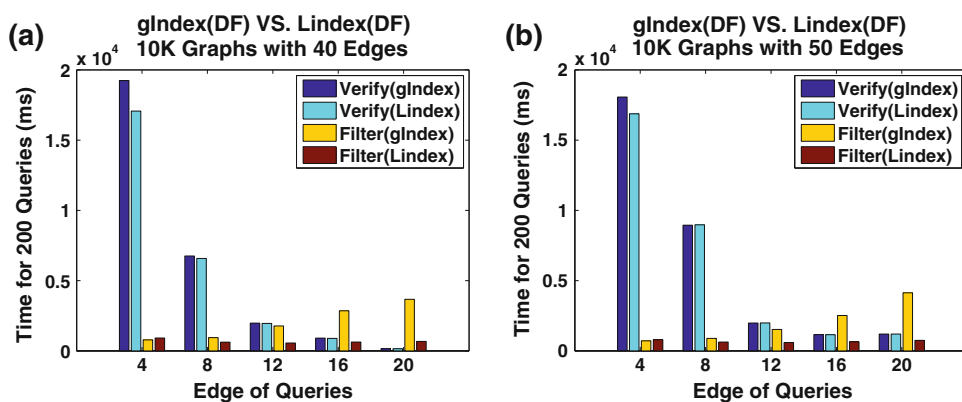 (a)
gIndex(DF) VS. Lindex(DF)
10K Graphs with 40 Edges
x 10^4
2
1.5
1
0.5
0
Time for 200 Queries (ms)
Verify(gIndex)
Verify(Lindex)
Filter(gIndex)
Filter(Lindex)
4 8 12 16 20
Edge of Queries
(b)
gIndex(DF) VS. Lindex(DF)
10K Graphs with 50 Edges
x 10^4
2
1.5
1
0.5
0
Time for 200 Queries (ms)
Verify(gIndex)
Verify(Lindex)
Filter(gIndex)
Filter(Lindex)
4 8 12 16 20
Edge of Queries